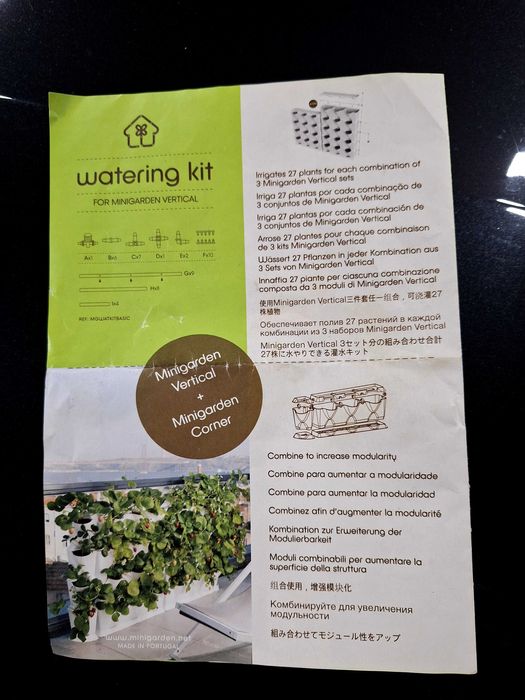 watering kit
FOR MINIGARDEN VERTICAL
Ax1 Bx6 Cx7 Dx1 Ex2 Fx10
Gx9
Hx8
Ix4
REF.: MGWATKITBASIC
Minigarden
Vertical
+
Minigarden
Corner
www.minigarden.net
MADE IN PORTUGAL
Irrigates 27 plants for each combination of
3 Minigarden Vertical sets
Irriga 27 plantas por cada combinação de
3 conjuntos de Minigarden Vertical
Irriga 27 plantas por cada combinación de
3 conjuntos de Minigarden Vertical
Arrose 27 plantes pour chaque combinaison
de 3 kits Minigarden Vertical
Wässert 27 Pflanzen in jeder Kombination aus
3 Sets von Minigarden Vertical
Innaffia 27 piante per ciascuna combinazione
composta da 3 moduli di Minigarden Vertical
使用Minigarden Vertical三件套任一组合，可浇灌27
株植物
Обеспечивает полив 27 растений в каждой
комбинации из 3 наборов Minigarden Vertical
Minigarden Vertical 3セット分の組み合わせ合計
27株に水やりできる灌水キット
Combine to increase modularity
Combine para aumentar a modularidade
Combine para aumentar la modularidad
Combinez afin d'augmenter la modularité
Kombination zur Erweiterung der
Modulierbarkeit
Moduli combinabili per aumentare la
superficie della struttura
组合使用，增强模块化
Комбинируйте для увеличения
модульности
組み合わせてモジュール性をアップ